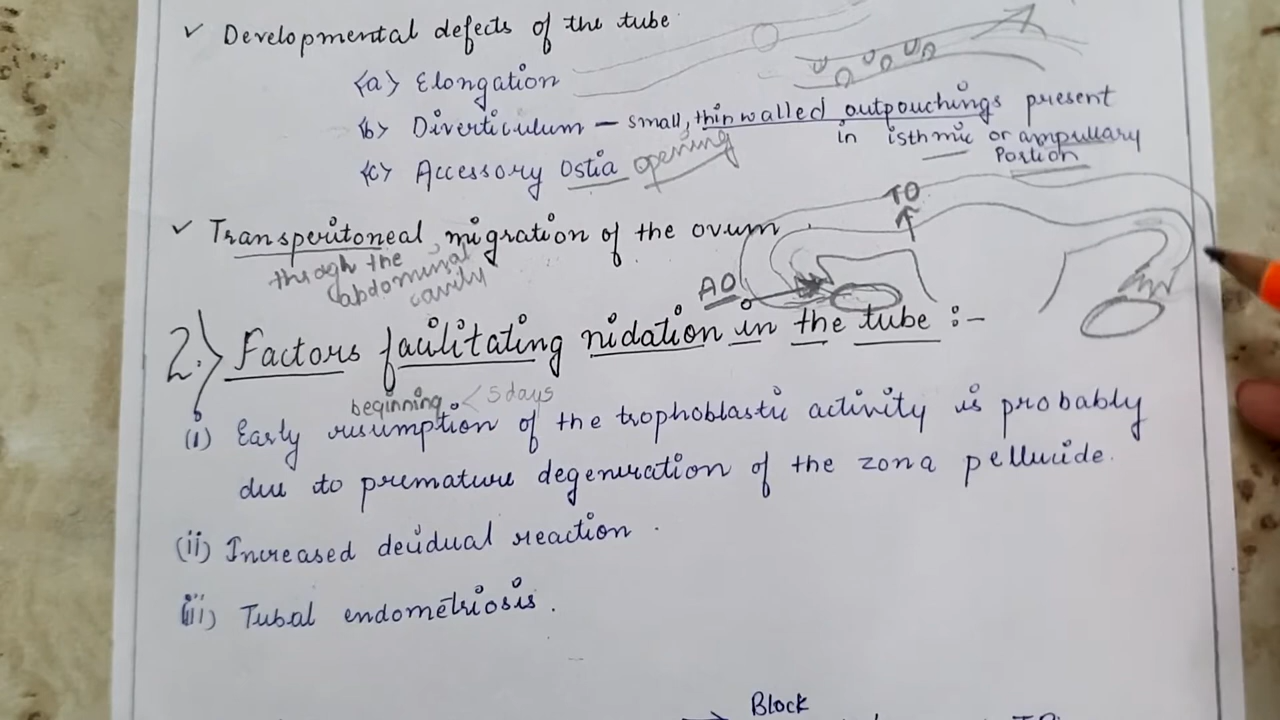 ✓ Developmental defects of the tube
(a) Elongation
(b) Diverticulum – small, thin walled outpouchings present
in isthmic or ampullary
Portion
(c) Accessory Ostia opening
TO
✓ Transperitoneal migration of the ovum
through the
abdominal
cavity
AO
2.) Factors facilitating nidation in the tube :-
beginning < 5 days
(i) Early resumption of the trophoblastic activity is probably
due to premature degeneration of the zona pellucide.
(ii) Increased decidual reaction .
(iii) Tubal endometriosis .
Block